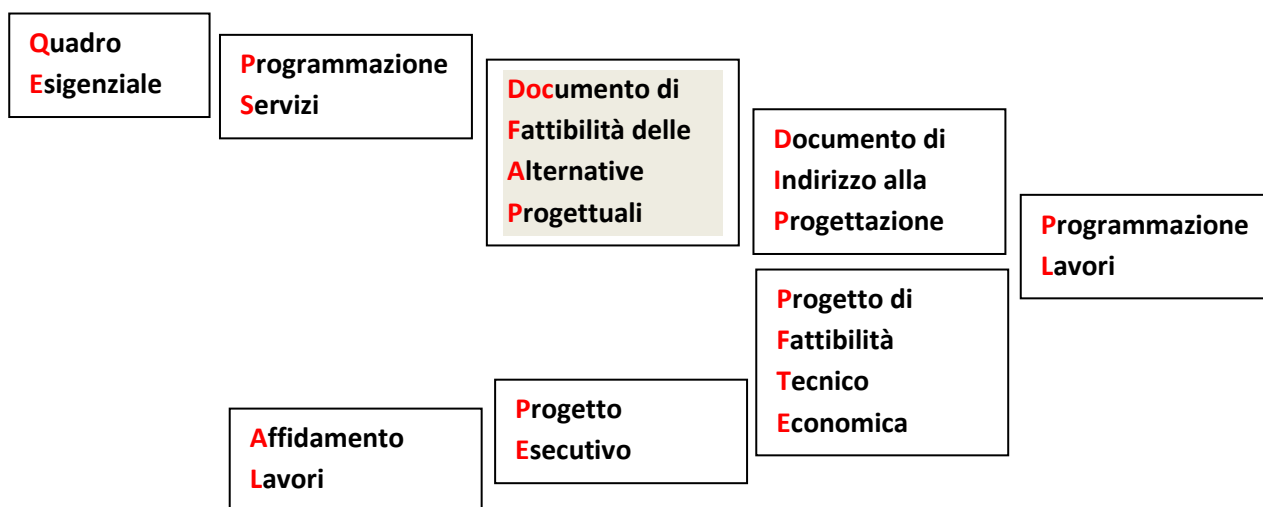 Quadro
Esigenziale
Programmazione
Servizi
Documento di
Fattibilità delle
Alternative
Progettuali
Documento di
Indirizzo alla
Progettazione
Programmazione
Lavori
Progetto di
Fattibilità
Tecnico
Economica
Progetto
Esecutivo
Affidamento
Lavori